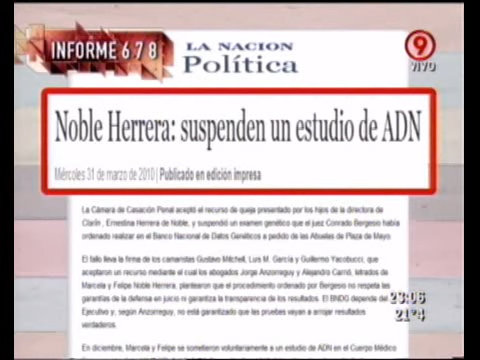 INFORME 6 7 8
LA NACION
Política
9
VIVO
Noble Herrera: suspenden un estudio de ADN
Miércoles 31 de marzo de 2010 | Publicado en edición impresa
La Cámara de Casación Penal aceptó el recurso de queja presentado por los hijos de la directora de
Clarín, Ernestina Herrera de Noble, y suspendió un examen genético que el juez Conrado Bergesio había
ordenado realizar en el Banco Nacional de Datos Genéticos a pedido de las Abuelas de Plaza de Mayo.
El fallo lleva la firma de los camaristas Gustavo Mitchell, Luis M. García y Guillermo Yacobucci, que
aceptaron un recurso mediante el cual los abogados Jorge Anzorreguy y Alejandro Carrió, letrados de
Marcela y Felipe Noble Herrera, plantearon que el procedimiento ordenado por Bergesio no respeta las
garantías de la defensa en juicio ni garantiza la transparencia de los resultados. El BNDG depende del
Ejecutivo y, según Anzorreguy, no está garantizado que las pruebas vayan a arrojar resultados
verdaderos.
En diciembre, Marcela y Felipe se sometieron voluntariamente a un estudio de ADN en el Cuerpo Médico
23:06
21°4